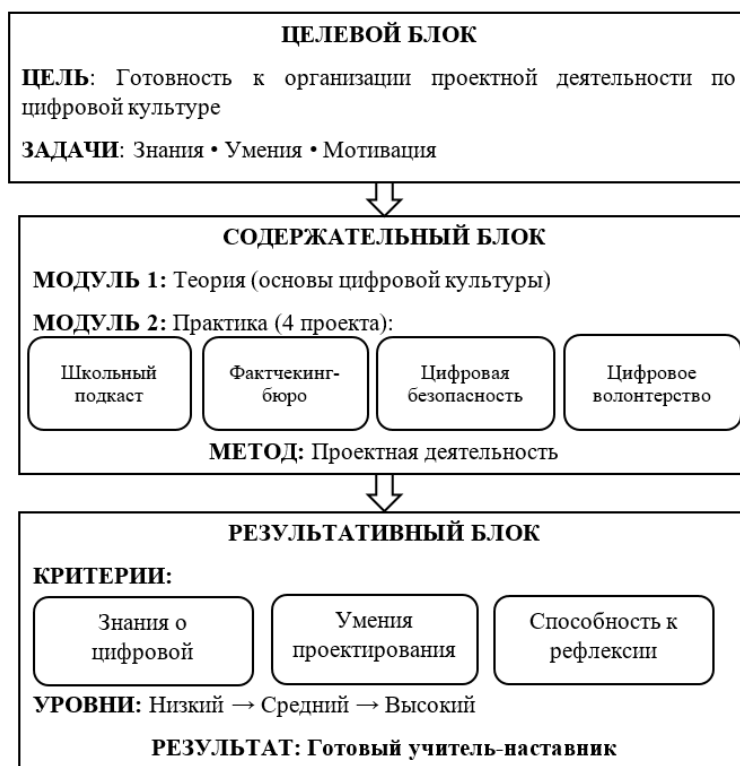 ЦЕЛЕВОЙ БЛОК
ЦЕЛЬ: Готовность к организации проектной деятельности по
цифровой культуре
ЗАДАЧИ: Знания • Умения • Мотивация
СОДЕРЖАТЕЛЬНЫЙ БЛОК
МОДУЛЬ 1: Теория (основы цифровой культуры)
МОДУЛЬ 2: Практика (4 проекта):
Школьный
подкаст
Фактчекинг-
бюро
Цифровая
безопасность
Цифровое
волонтерство
МЕТОД: Проектная деятельность
РЕЗУЛЬТАТИВНЫЙ БЛОК
КРИТЕРИИ:
Знания о
цифровой
Умения
проектирования
Способность к
рефлексии
УРОВНИ: Низкий → Средний → Высокий
РЕЗУЛЬТАТ: Готовый учитель-наставник